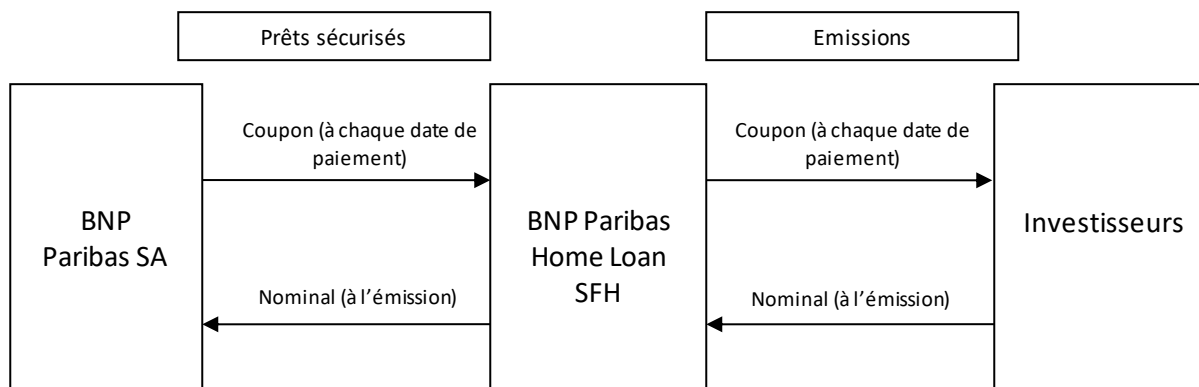 Prêts sécurisés
Emissions
Coupon (à chaque date de
paiement)
Coupon (à chaque date de
paiement)
BNP
Paribas SA
BNP Paribas
Home Loan
SFH
Investisseurs
Nominal (à l'émission)
Nominal (à l'émission)